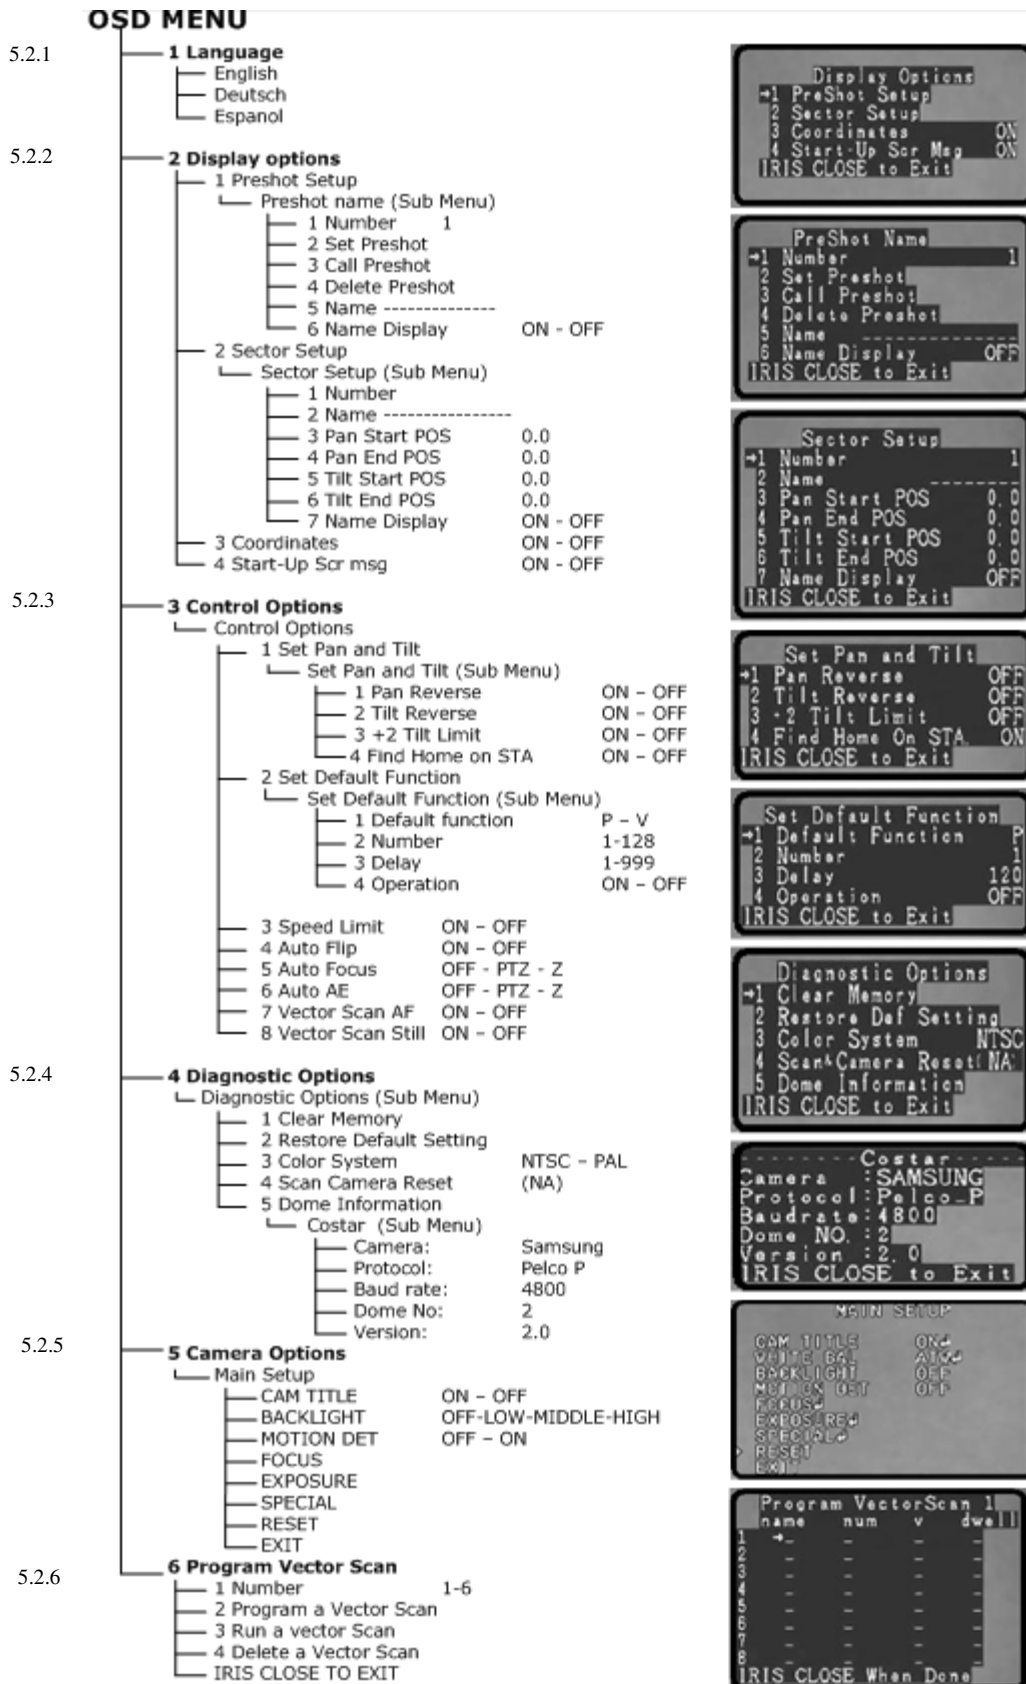 OSD MENU
5.2.1
1 Language
English
Deutsch
Espanol
5.2.2
2 Display options
1 Preshot Setup
Preshot name (Sub Menu)
1 Number 1
2 Set Preshot
3 Call Preshot
4 Delete Preshot
5 Name --------------
6 Name Display ON - OFF
2 Sector Setup
Sector Setup (Sub Menu)
1 Number
2 Name ----------------
3 Pan Start POS 0.0
4 Pan End POS 0.0
5 Tilt Start POS 0.0
6 Tilt End POS 0.0
7 Name Display ON - OFF
3 Coordinates ON - OFF
4 Start-Up Scr msg ON - OFF
5.2.3
3 Control Options
Control Options
1 Set Pan and Tilt
Set Pan and Tilt (Sub Menu)
1 Pan Reverse ON – OFF
2 Tilt Reverse ON – OFF
3 +2 Tilt Limit ON – OFF
4 Find Home on STA ON – OFF
2 Set Default Function
Set Default Function (Sub Menu)
1 Default function P – V
2 Number 1-128
3 Delay 1-999
4 Operation ON – OFF
3 Speed Limit ON – OFF
4 Auto Flip ON – OFF
5 Auto Focus OFF - PTZ - Z
6 Auto AE OFF - PTZ - Z
7 Vector Scan AF ON – OFF
8 Vector Scan Still ON – OFF
5.2.4
4 Diagnostic Options
Diagnostic Options (Sub Menu)
1 Clear Memory
2 Restore Default Setting
3 Color System NTSC – PAL
4 Scan Camera Reset (NA)
5 Dome Information
Costar (Sub Menu)
Camera: Samsung
Protocol: Pelco P
Baud rate: 4800
Dome No: 2
Version: 2.0
5.2.5
5 Camera Options
Main Setup
CAM TITLE ON – OFF
BACKLIGHT OFF-LOW-MIDDLE-HIGH
MOTION DET OFF – ON
FOCUS
EXPOSURE
SPECIAL
RESET
EXIT
5.2.6
6 Program Vector Scan
1 Number 1-6
2 Program a Vector Scan
3 Run a vector Scan
4 Delete a Vector Scan
IRIS CLOSE TO EXIT
Display Options
→1 PreShot Setup
2 Sector Setup
3 Coordinates ON
4 Start-Up Scr Msg ON
IRIS CLOSE to Exit
PreShot Name
→1 Number 1
2 Set Preshot
3 Call Preshot
4 Delete Preshot
5 Name ____________
6 Name Display OFF
IRIS CLOSE to Exit
Sector Setup
→1 Number 1
2 Name ________
3 Pan Start POS 0.0
4 Pan End POS 0.0
5 Tilt Start POS 0.0
6 Tilt End POS 0.0
7 Name Display OFF
IRIS CLOSE to Exit
Set Pan and Tilt
→1 Pan Reverse OFF
2 Tilt Reverse OFF
3 +2 Tilt Limit OFF
4 Find Home On STA. ON
IRIS CLOSE to Exit
Set Default Function
→1 Default Function P
2 Number 1
3 Delay 120
4 Operation OFF
IRIS CLOSE to Exit
Diagnostic Options
→1 Clear Memory
2 Restore Def Setting
3 Color System NTSC
4 Scan&Camera Reset(NA)
5 Dome Information
IRIS CLOSE to Exit
--------Costar------
Camera :SAMSUNG
Protocol:Pelco-P
Baudrate:4800
Dome NO.:2
Version :2.0
IRIS CLOSE to Exit
MAIN SETUP
CAM TITLE ON↲
WHITE BAL ATW↲
BACKLIGHT OFF
MOTION DET OFF
FOCUS↲
EXPOSURE↲
SPECIAL↲
RESET
EXIT
Program VectorScan 1
name num v dwell
1 →_ _ _ _
2 _ _ _ _
3 _ _ _ _
4 _ _ _ _
5 _ _ _ _
6 _ _ _ _
7 _ _ _ _
8 _ _ _ _
IRIS CLOSE When Done